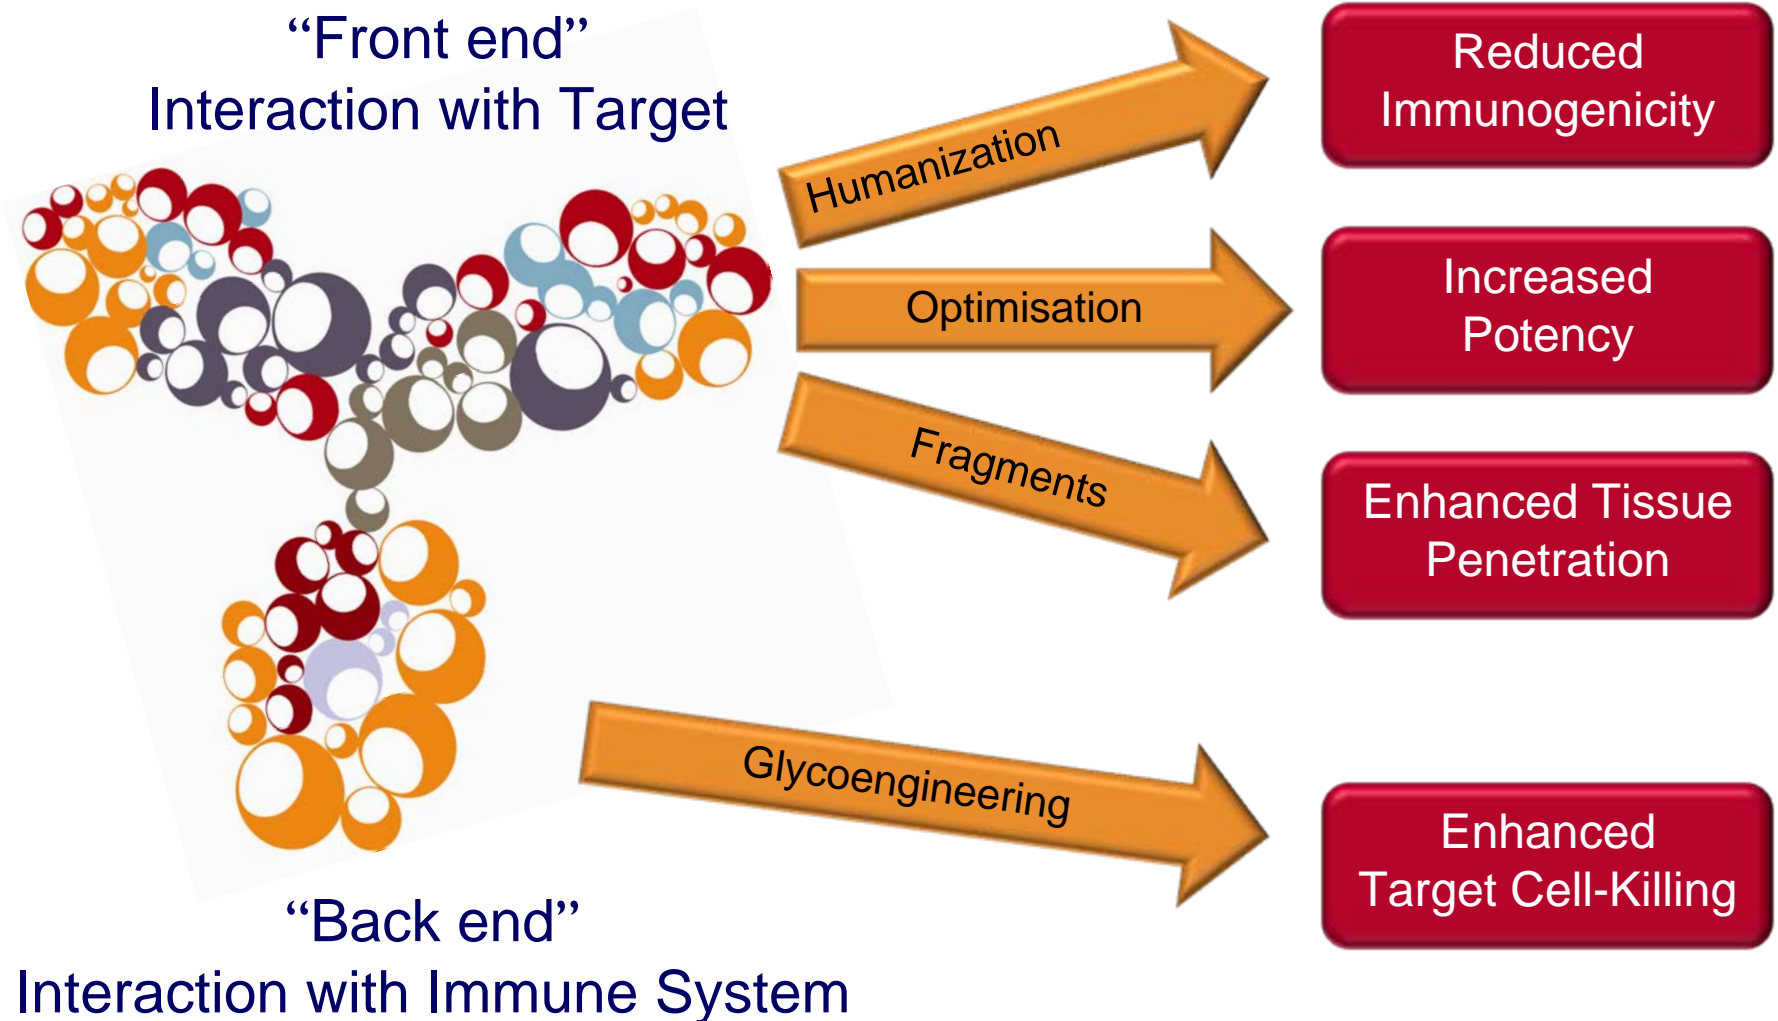 “Front end”
Interaction with Target
Humanization
Reduced
Immunogenicity
Optimisation
Increased
Potency
Fragments
Enhanced Tissue
Penetration
Glycoengineering
Enhanced
Target Cell-Killing
“Back end”
Interaction with Immune System